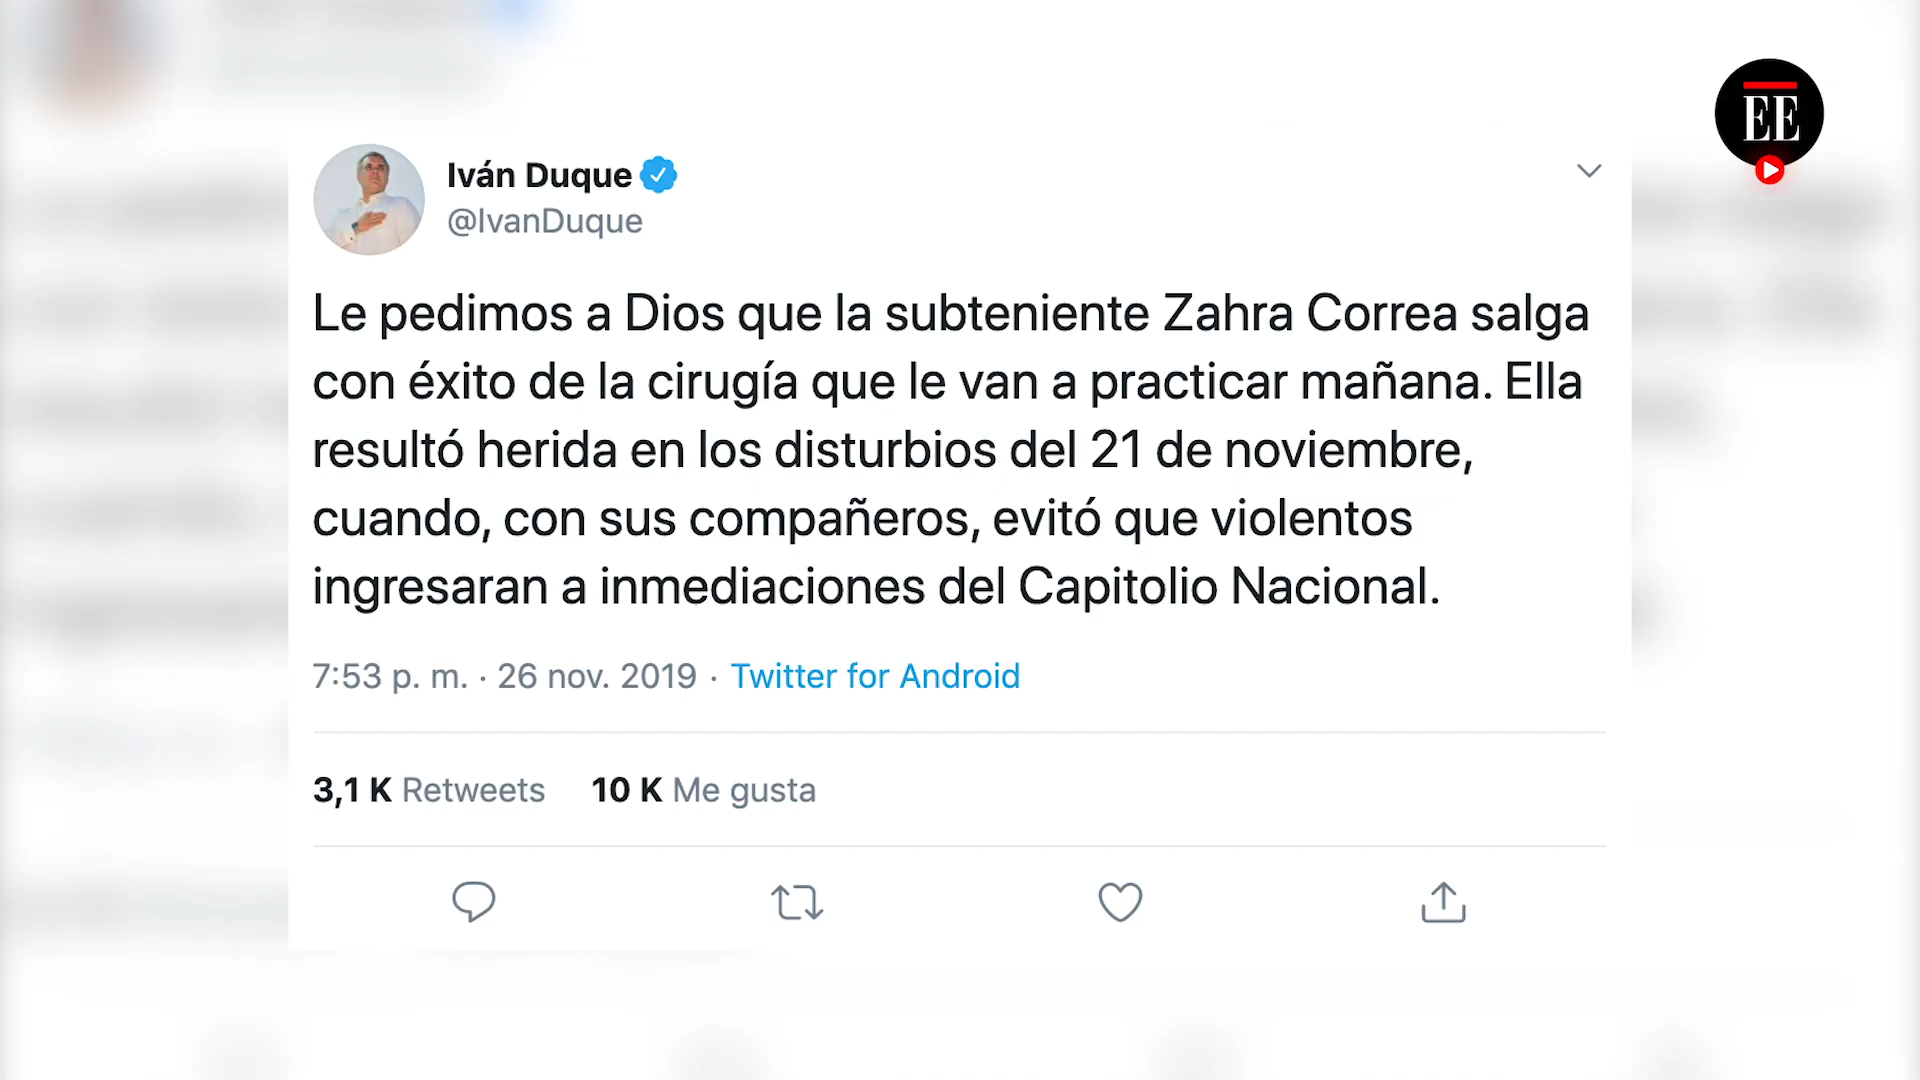 EE
Iván Duque
@IvanDuque
Le pedimos a Dios que la subteniente Zahra Correa salga
con éxito de la cirugía que le van a practicar mañana. Ella
resultó herida en los disturbios del 21 de noviembre,
cuando, con sus compañeros, evitó que violentos
ingresaran a inmediaciones del Capitolio Nacional.
7:53 p. m. · 26 nov. 2019 · Twitter for Android
3,1 K Retweets 10 K Me gusta